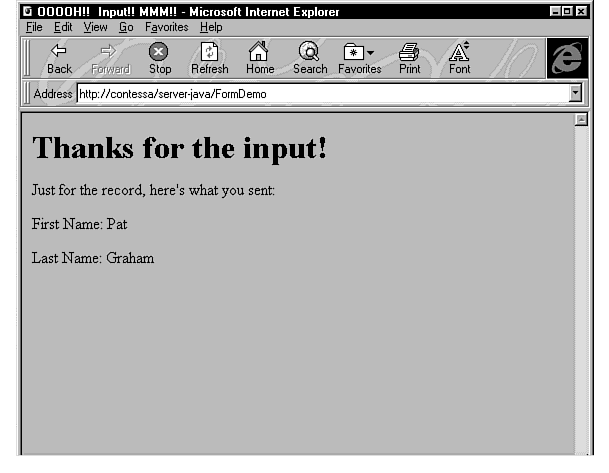 OOOOH!! Input!! MMM!! - Microsoft Internet Explorer
File Edit View Go Favorites Help
Back Forward Stop Refresh Home Search Favorites Print Font
Address http://contessa/server-java/FormDemo
Thanks for the input!
Just for the record, here's what you sent:
First Name: Pat
Last Name: Graham